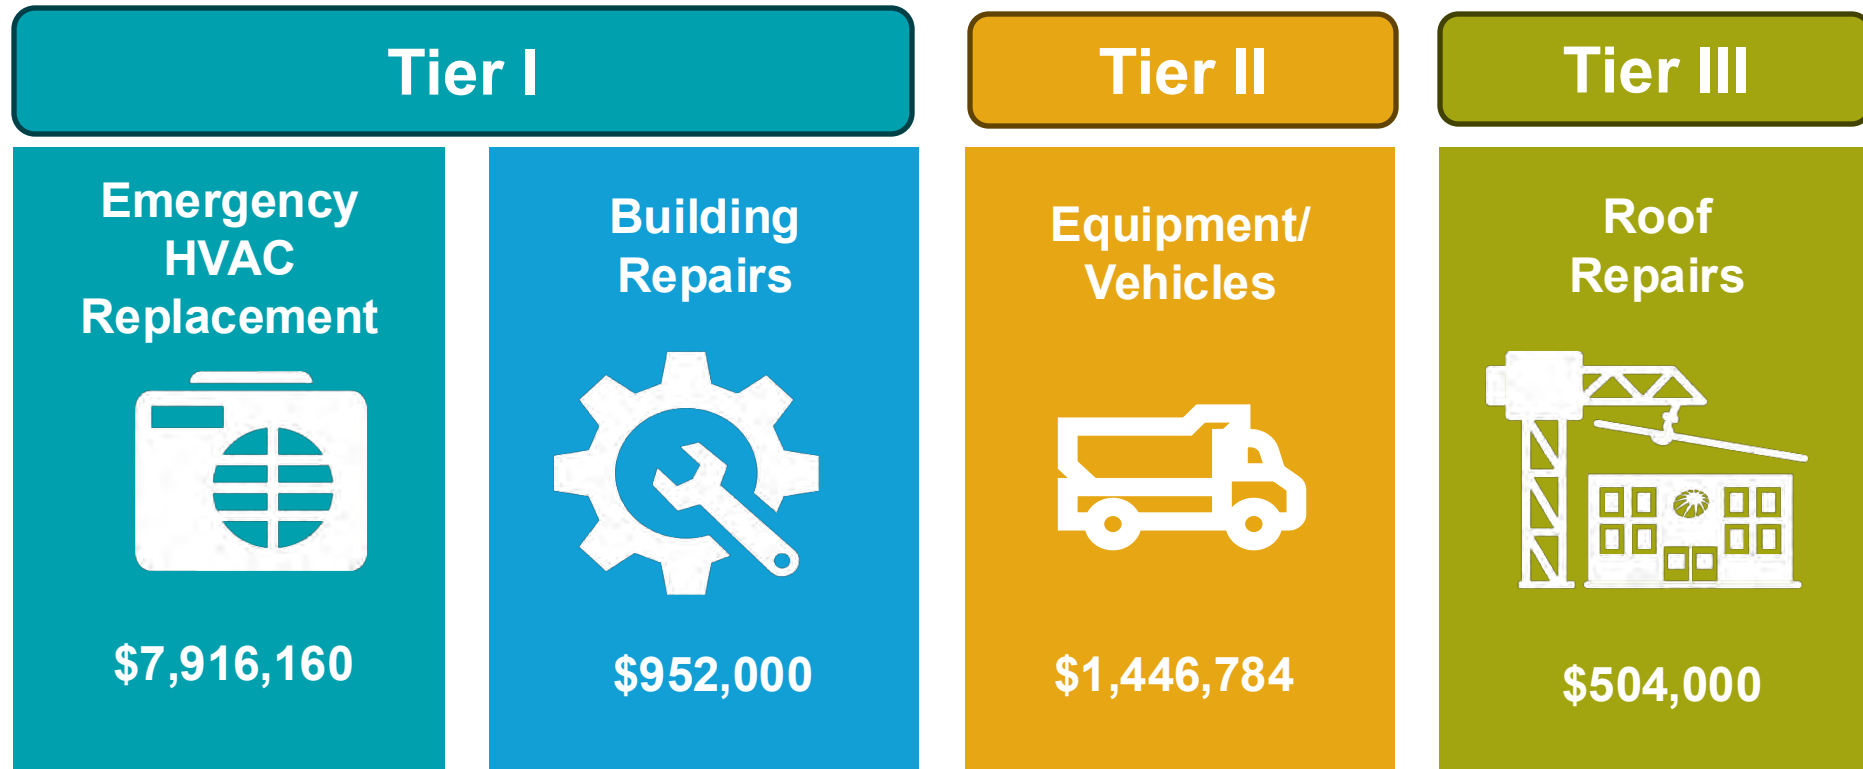 Tier I
Tier II
Tier III
Emergency
HVAC
Replacement
$7,916,160
Building
Repairs
$952,000
Equipment/
Vehicles
$1,446,784
Roof
Repairs
$504,000